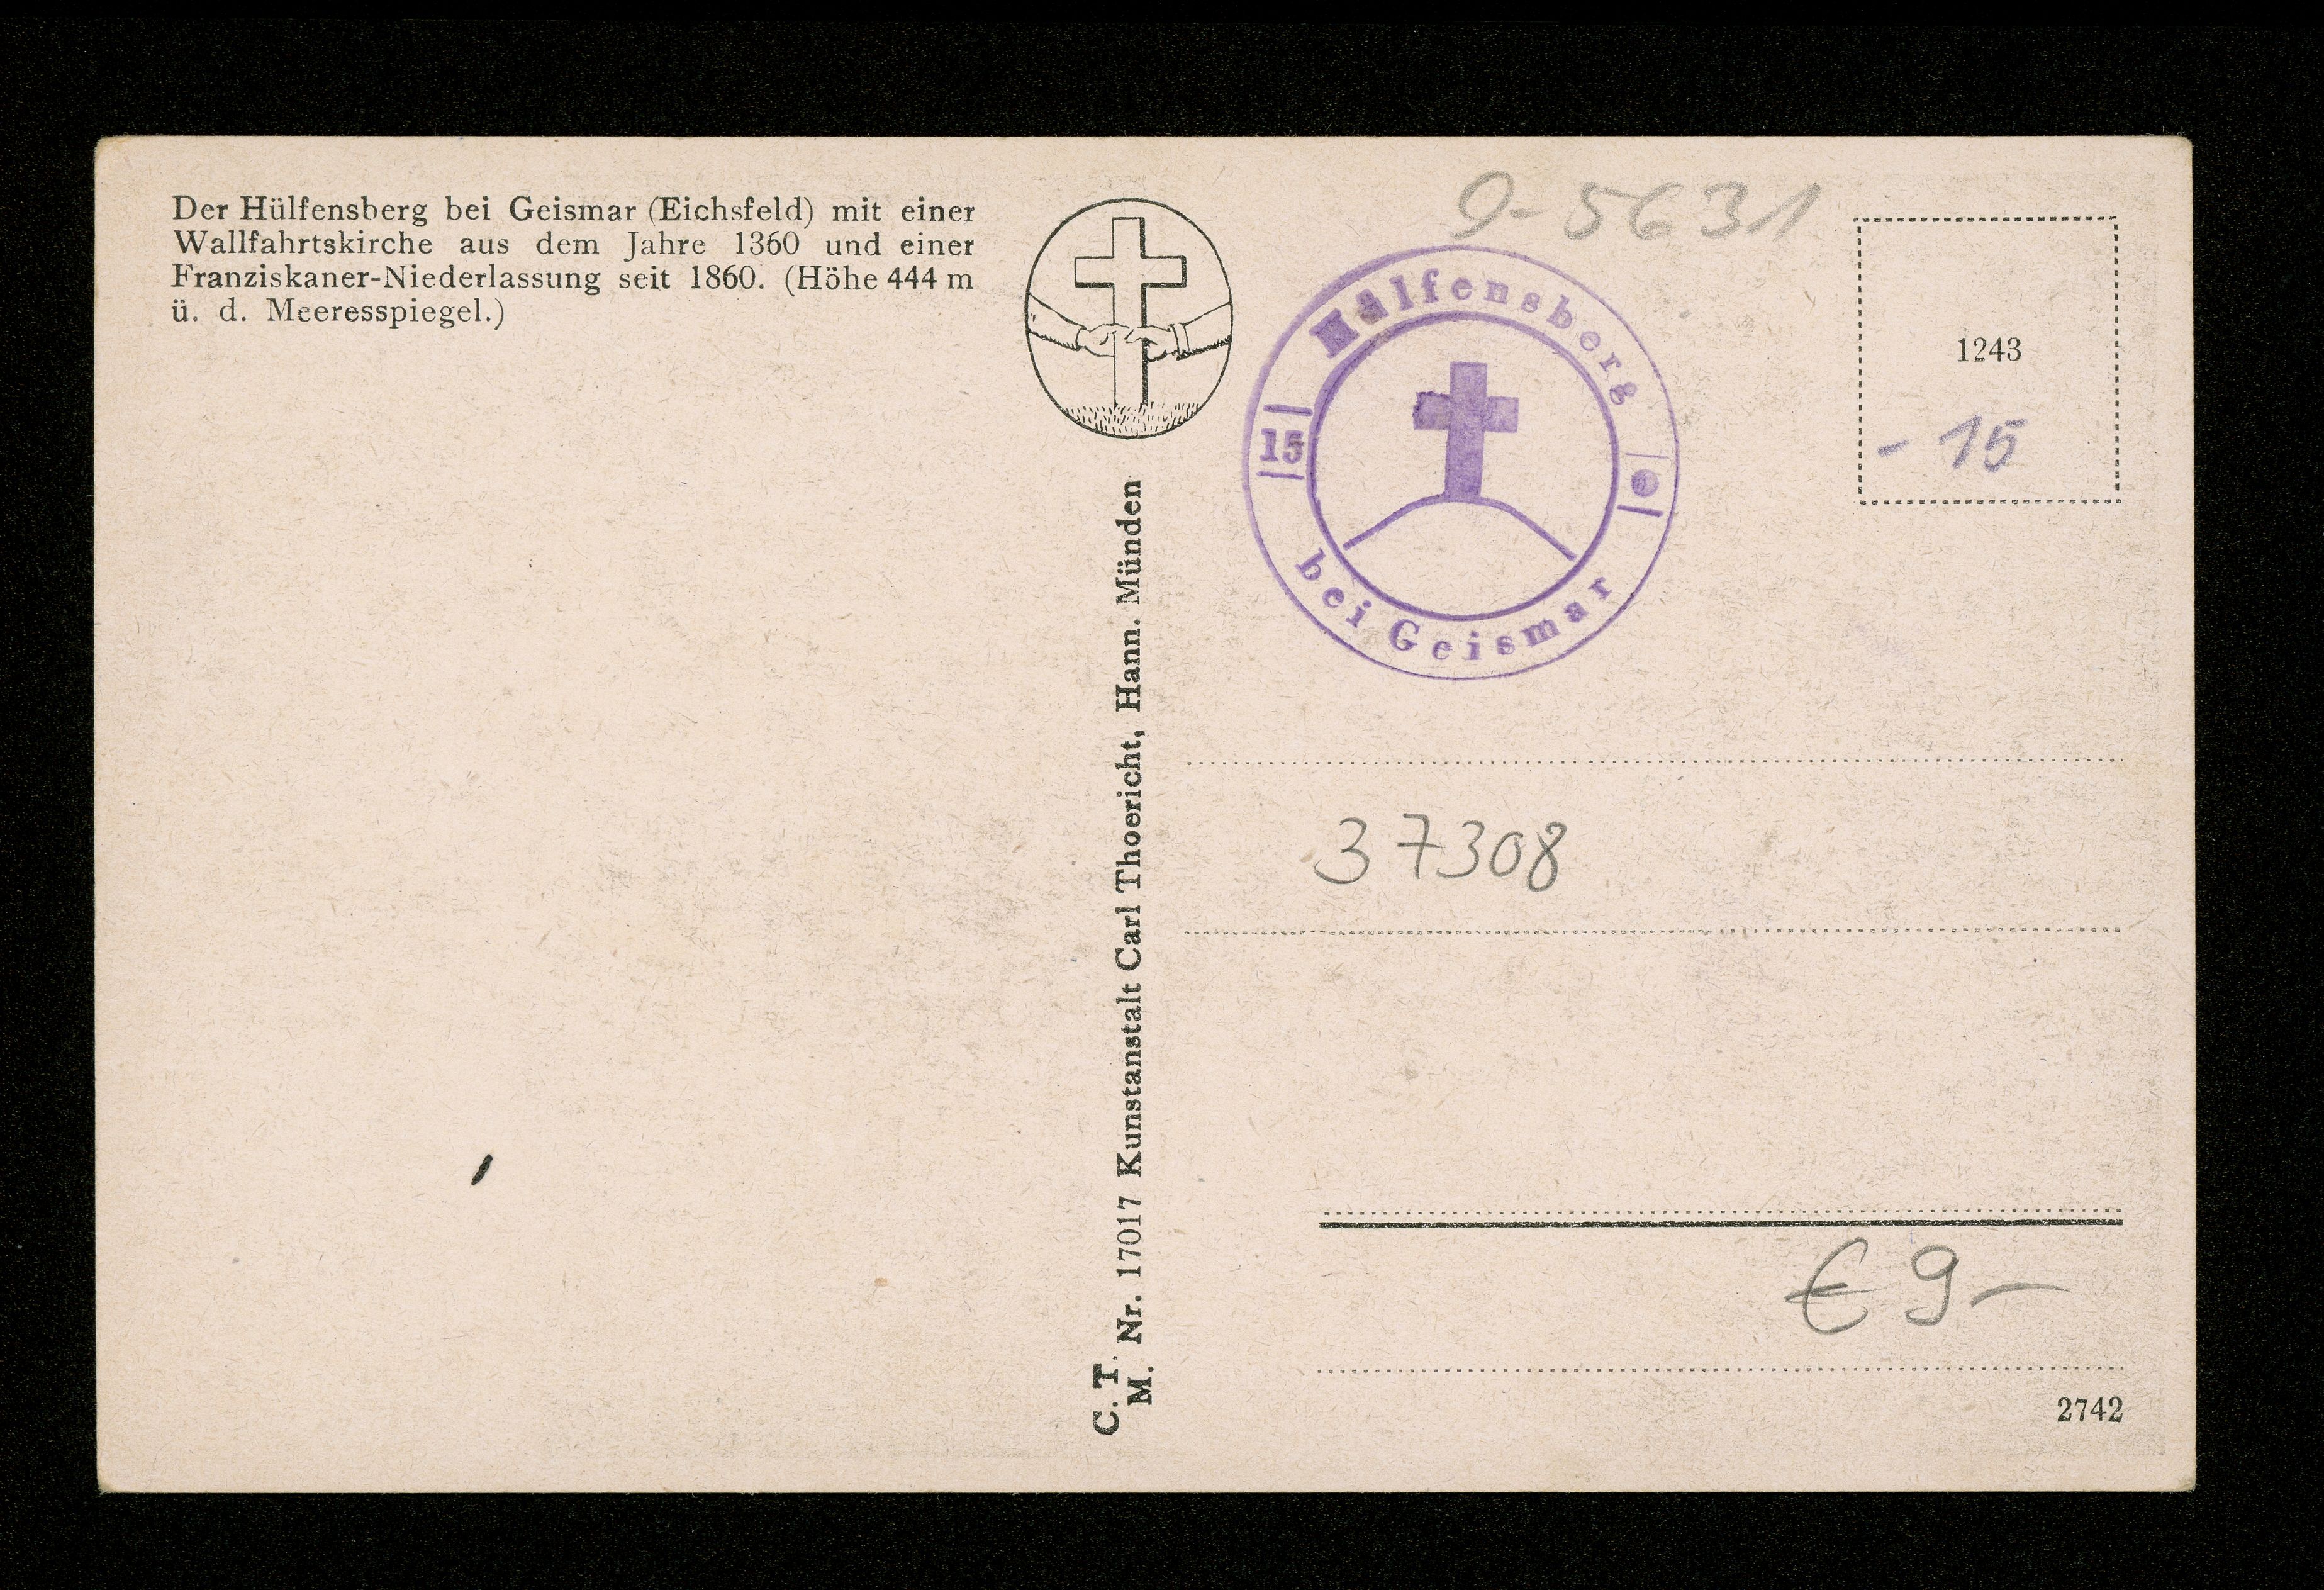 Der Hülfensberg bei Geismar (Eichsfeld) mit einer
Wallfahrtskirche aus dem Jahre 1360 und einer
Franziskaner-Niederlassung seit 1860. (Höhe 444 m
ü. d. Meeresspiegel.)
C. T.
M. Nr. 17017 Kunstanstalt Carl Thoericht, Hann. Münden
9-5631
Hülfensberg
15
bei Geismar
1243
- 15
37308
€ 9-
2742